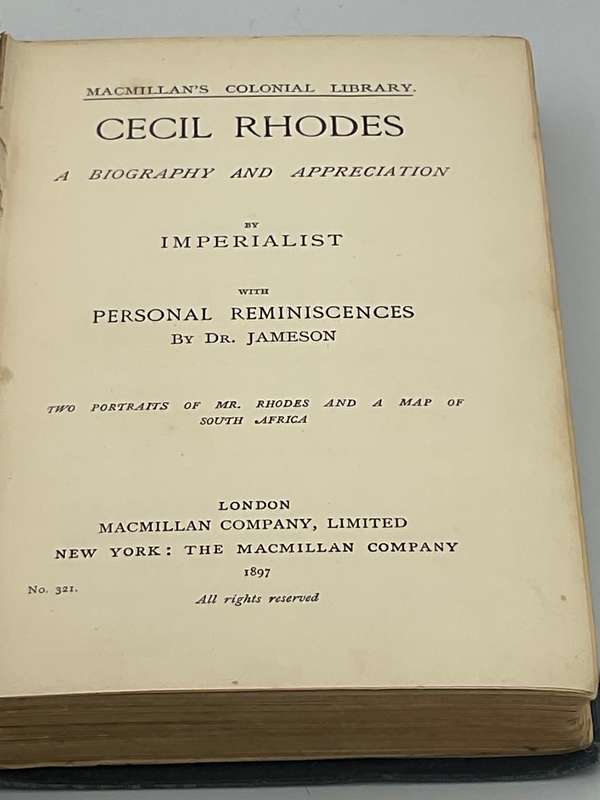 MACMILLAN'S COLONIAL LIBRARY.
CECIL RHODES
A BIOGRAPHY AND APPRECIATION
BY
IMPERIALIST
WITH
PERSONAL REMINISCENCES
BY DR. JAMESON
TWO PORTRAITS OF MR. RHODES AND A MAP OF
SOUTH AFRICA
LONDON
MACMILLAN COMPANY, LIMITED
NEW YORK: THE MACMILLAN COMPANY
1897
No. 321.
All rights reserved